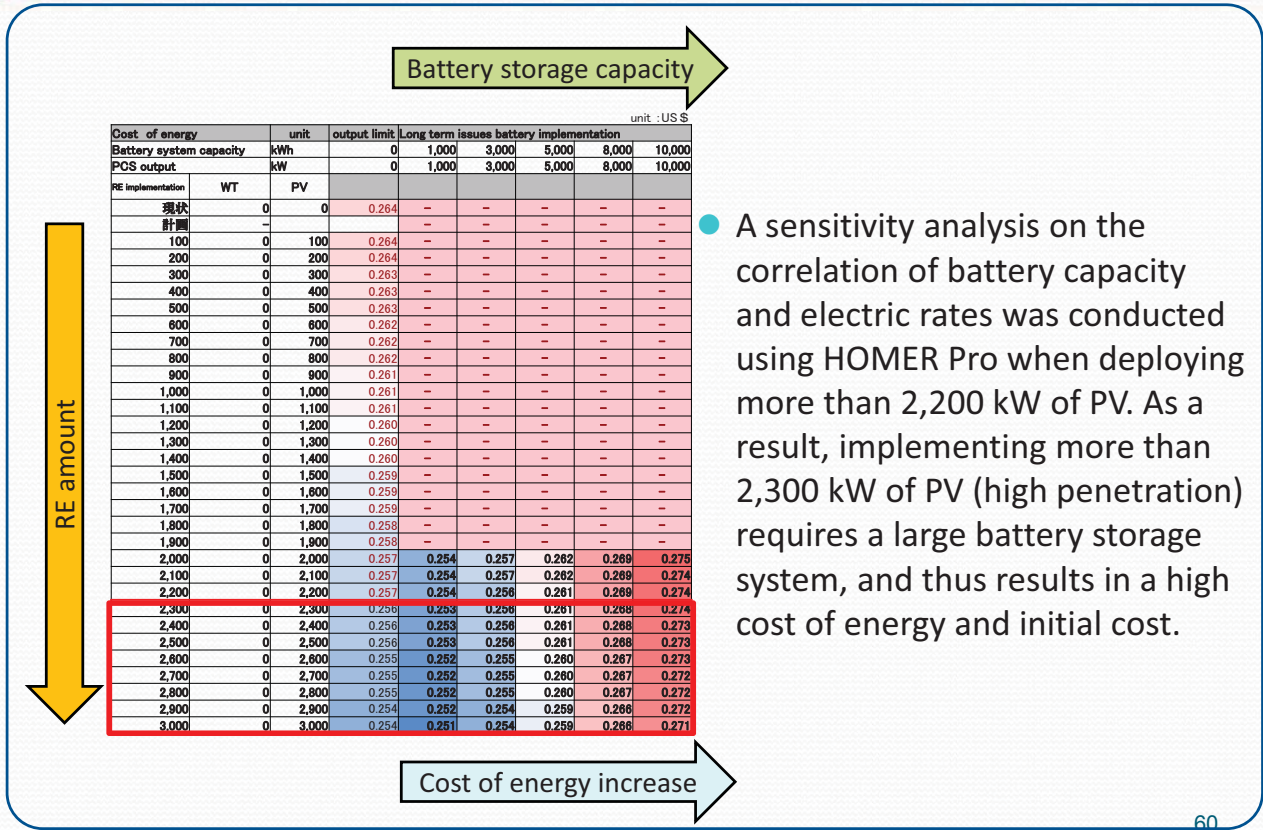 Battery storage capacity
unit :US$
Cost of energy unit output limit Long term issues battery implementation
Battery system capacity kWh 0 1,000 3,000 5,000 8,000 10,000
PCS output kW 0 1,000 3,000 5,000 8,000 10,000
RE implementation WT PV
現状 0 0 0.264 − − − − −
計画 − − − − − −
100 0 100 0.264 − − − − −
200 0 200 0.264 − − − − −
300 0 300 0.263 − − − − −
400 0 400 0.263 − − − − −
500 0 500 0.263 − − − − −
600 0 600 0.262 − − − − −
700 0 700 0.262 − − − − −
800 0 800 0.262 − − − − −
900 0 900 0.261 − − − − −
1,000 0 1,000 0.261 − − − − −
1,100 0 1,100 0.261 − − − − −
1,200 0 1,200 0.260 − − − − −
1,300 0 1,300 0.260 − − − − −
1,400 0 1,400 0.260 − − − − −
1,500 0 1,500 0.259 − − − − −
1,600 0 1,600 0.259 − − − − −
1,700 0 1,700 0.259 − − − − −
1,800 0 1,800 0.258 − − − − −
1,900 0 1,900 0.258 − − − − −
2,000 0 2,000 0.257 0.254 0.257 0.262 0.269 0.275
2,100 0 2,100 0.257 0.254 0.257 0.262 0.269 0.274
2,200 0 2,200 0.257 0.254 0.256 0.261 0.269 0.274
2,300 0 2,300 0.256 0.253 0.256 0.261 0.268 0.274
2,400 0 2,400 0.256 0.253 0.256 0.261 0.268 0.273
2,500 0 2,500 0.256 0.253 0.256 0.261 0.268 0.273
2,600 0 2,600 0.255 0.252 0.255 0.260 0.267 0.273
2,700 0 2,700 0.255 0.252 0.255 0.260 0.267 0.272
2,800 0 2,800 0.255 0.252 0.255 0.260 0.267 0.272
2,900 0 2,900 0.254 0.252 0.254 0.259 0.266 0.272
3,000 0 3,000 0.254 0.251 0.254 0.259 0.266 0.271
RE amount
Cost of energy increase
A sensitivity analysis on the
correlation of battery capacity
and electric rates was conducted
using HOMER Pro when deploying
more than 2,200 kW of PV. As a
result, implementing more than
2,300 kW of PV (high penetration)
requires a large battery storage
system, and thus results in a high
cost of energy and initial cost.
60